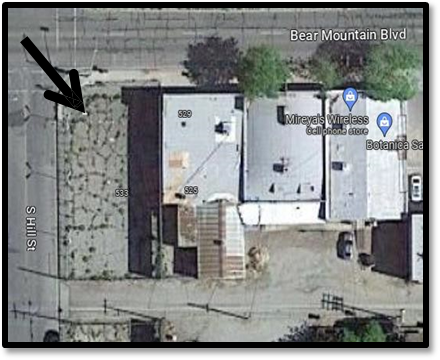 Bear Mountain Blvd
529
Mireya's Wireless
Cell phone store
Botanica Sa
533
525
S Hill St